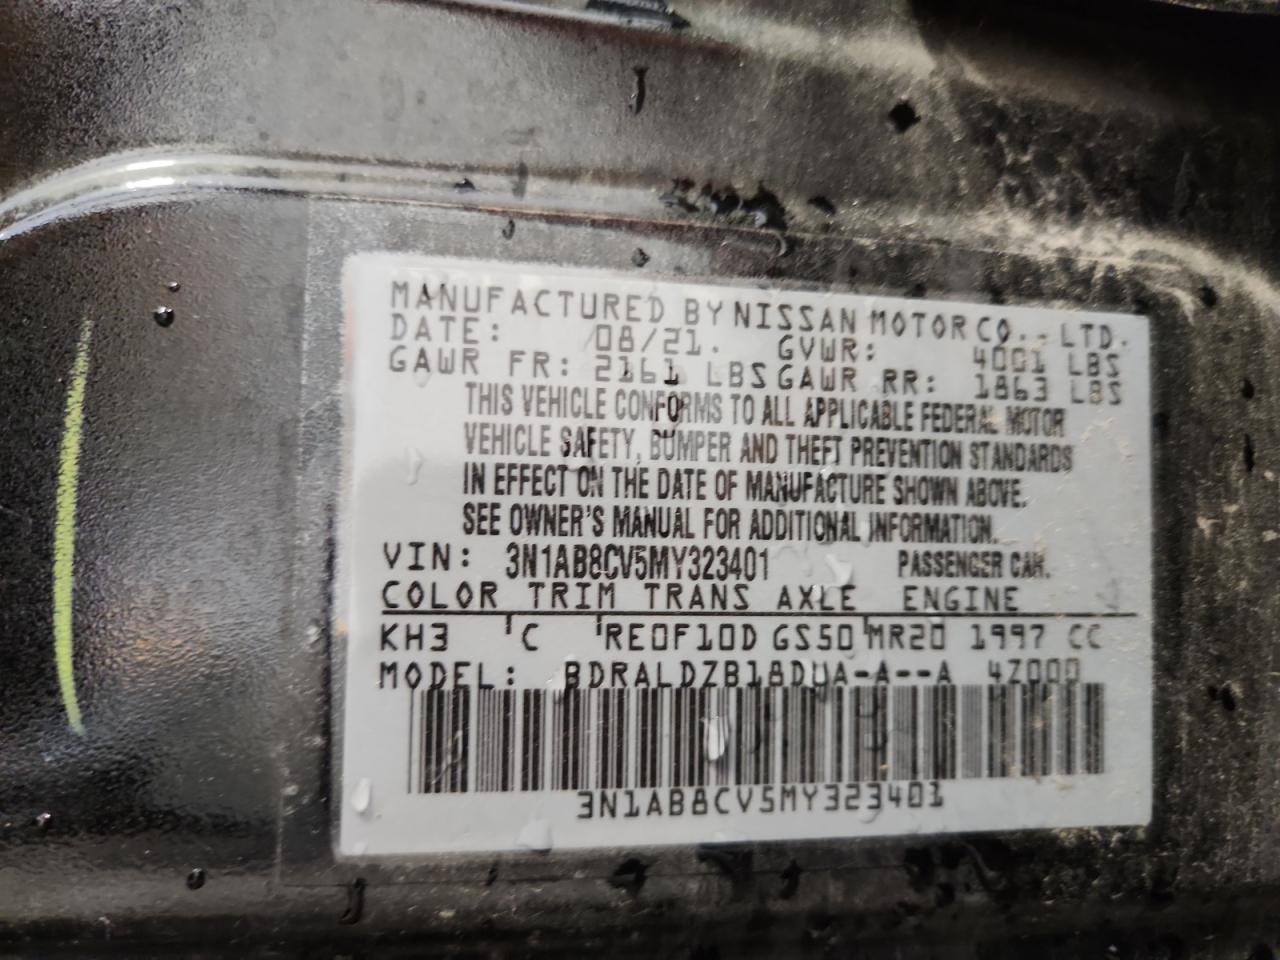 MANUFACTURED BY NISSAN MOTOR CO., LTD.
DATE: 08/21. GVWR: 4001 LBS
GAWR FR: 2161 LBS GAWR RR: 1863 LBS
THIS VEHICLE CONFORMS TO ALL APPLICABLE FEDERAL MOTOR
VEHICLE SAFETY, BUMPER AND THEFT PREVENTION STANDARDS
IN EFFECT ON THE DATE OF MANUFACTURE SHOWN ABOVE.
SEE OWNER'S MANUAL FOR ADDITIONAL INFORMATION.
VIN: 3N1AB8CV5MY323401 PASSENGER CAR.
COLOR TRIM TRANS AXLE ENGINE
KH3 'C 'RE0F10D GS50'MR20 1997 CC
MODEL: BDRALDZB18DUA-A--A 4Z000
3N1AB8CV5MY323401